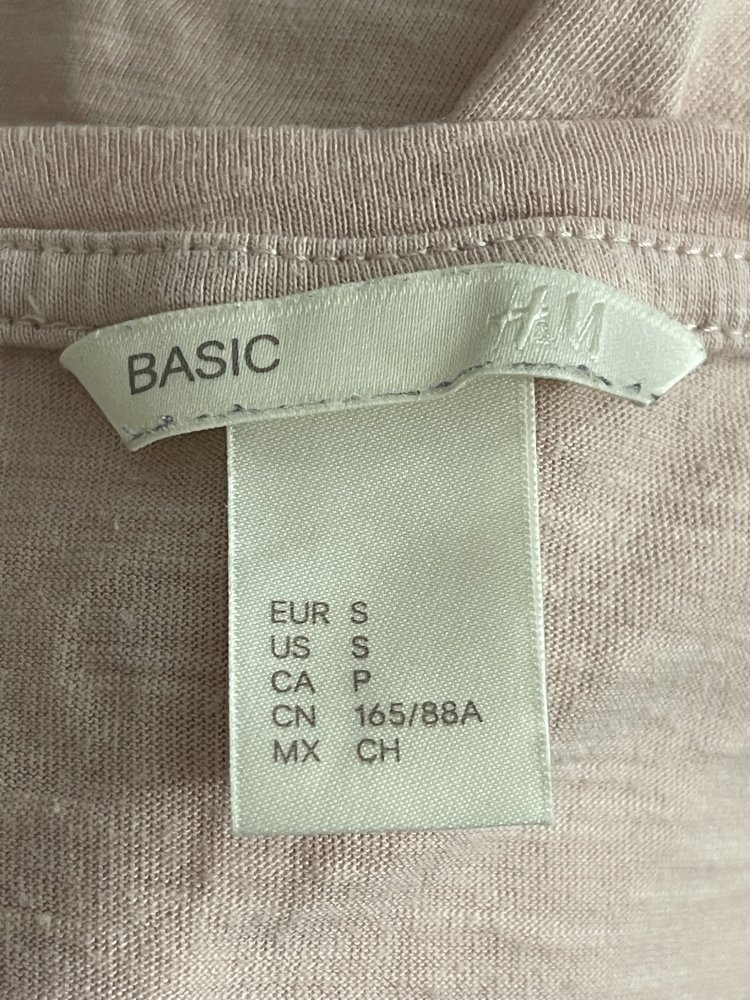 BASIC H&M
EUR S
US S
CA P
CN 165/88A
MX CH